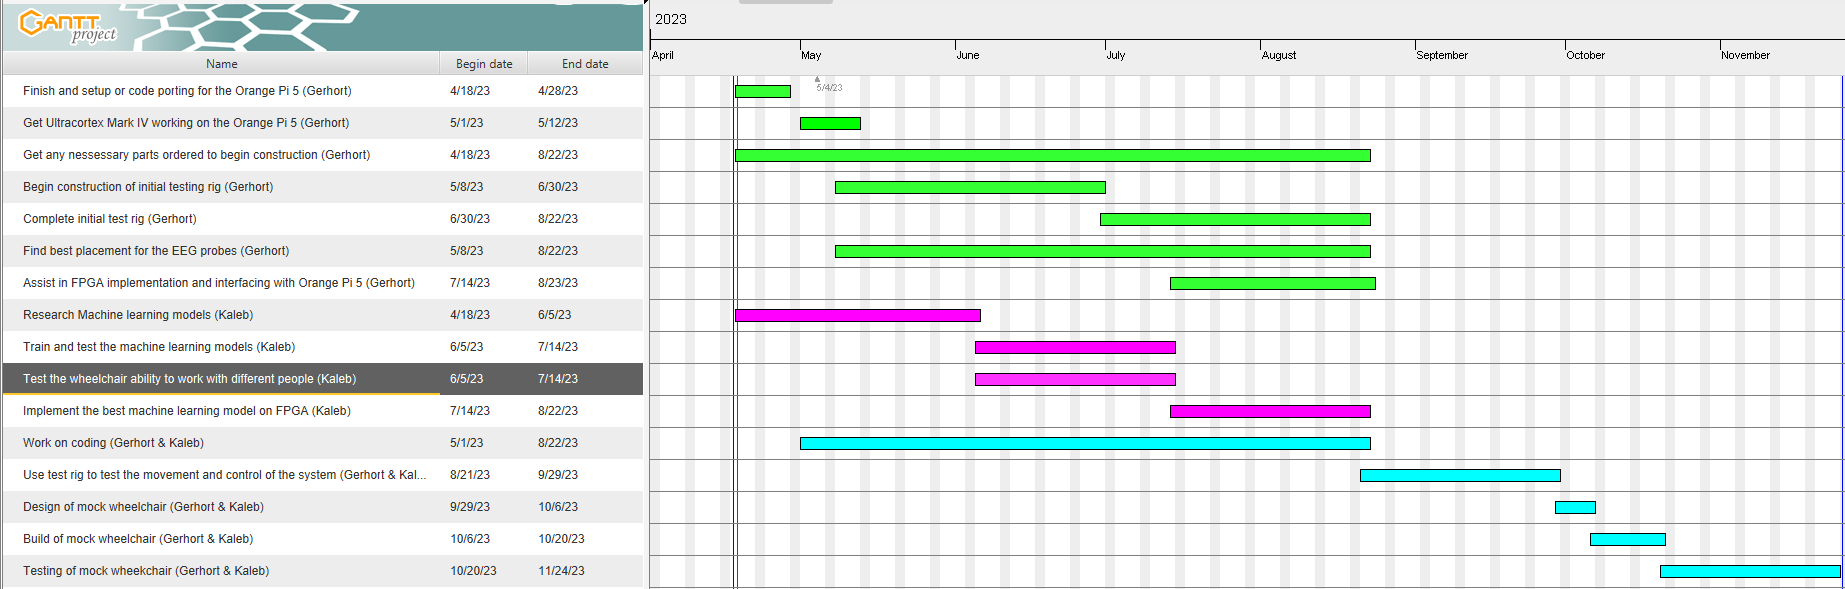 GANTT
project
2023
April May June July August September October November
Name Begin date End date
5/4/23
Finish and setup or code porting for the Orange Pi 5 (Gerhort) 4/18/23 4/28/23
Get Ultracortex Mark IV working on the Orange Pi 5 (Gerhort) 5/1/23 5/12/23
Get any nessessary parts ordered to begin construction (Gerhort) 4/18/23 8/22/23
Begin construction of initial testing rig (Gerhort) 5/8/23 6/30/23
Complete initial test rig (Gerhort) 6/30/23 8/22/23
Find best placement for the EEG probes (Gerhort) 5/8/23 8/22/23
Assist in FPGA implementation and interfacing with Orange Pi 5 (Gerhort) 7/14/23 8/23/23
Research Machine learning models (Kaleb) 4/18/23 6/5/23
Train and test the machine learning models (Kaleb) 6/5/23 7/14/23
Test the wheelchair ability to work with different people (Kaleb) 6/5/23 7/14/23
Implement the best machine learning model on FPGA (Kaleb) 7/14/23 8/22/23
Work on coding (Gerhort & Kaleb) 5/1/23 8/22/23
Use test rig to test the movement and control of the system (Gerhort & Kal... 8/21/23 9/29/23
Design of mock wheelchair (Gerhort & Kaleb) 9/29/23 10/6/23
Build of mock wheelchair (Gerhort & Kaleb) 10/6/23 10/20/23
Testing of mock wheekchair (Gerhort & Kaleb) 10/20/23 11/24/23